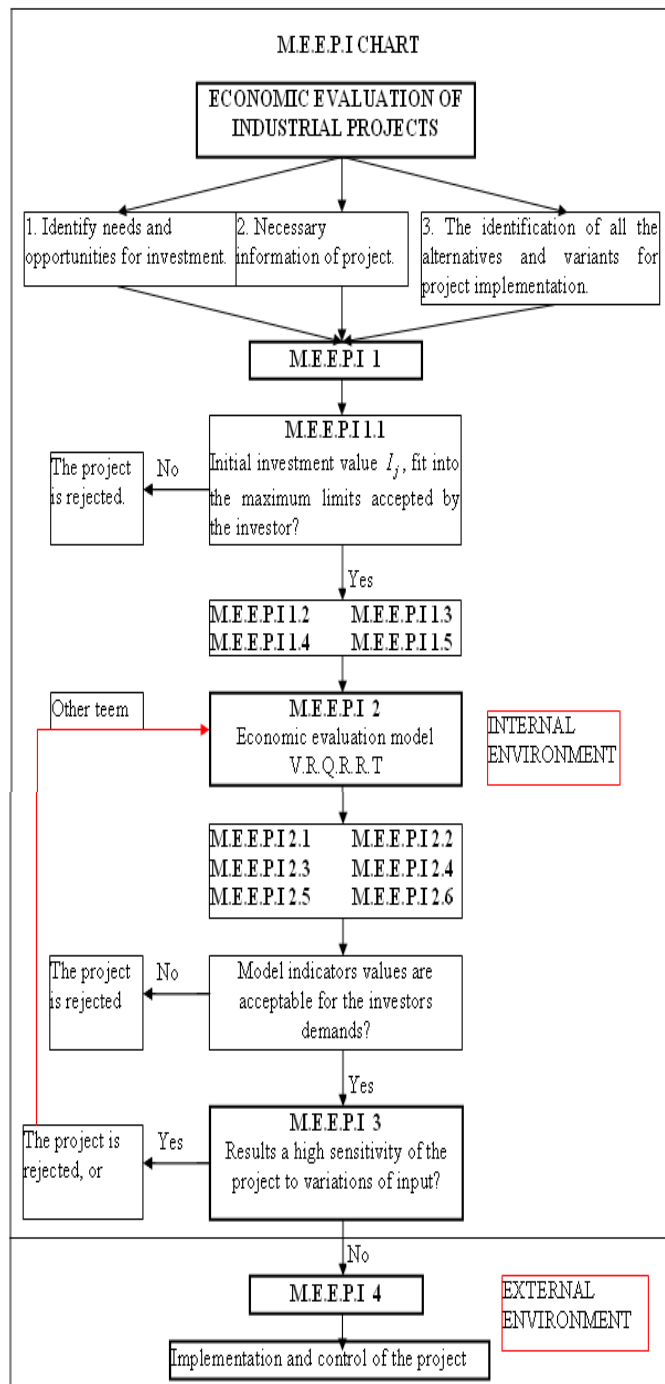 M.E.E.P.I CHART
ECONOMIC EVALUATION OF
INDUSTRIAL PROJECTS
1. Identify needs and
opportunities for investment.
2. Necessary
information of project.
3. The identification of all the
alternatives and variants for
project implementation.
M.E.E.P.I 1
M.E.E.P.I 1.1
Initial investment value I_j, fit into
the maximum limits accepted by
the investor?
No
The project
is rejected.
Yes
M.E.E.P.I 1.2 M.E.E.P.I 1.3
M.E.E.P.I 1.4 M.E.E.P.I 1.5
Other teem
M.E.E.P.I 2
Economic evaluation model
V.R.Q.R.R.T
INTERNAL
ENVIRONMENT
M.E.E.P.I 2.1 M.E.E.P.I 2.2
M.E.E.P.I 2.3 M.E.E.P.I 2.4
M.E.E.P.I 2.5 M.E.E.P.I 2.6
The project
is rejected
No
Model indicators values are
acceptable for the investors
demands?
Yes
M.E.E.P.I 3
Results a high sensitivity of the
project to variations of input?
Yes
The project is
rejected, or
No
M.E.E.P.I 4
EXTERNAL
ENVIRONMENT
Implementation and control of the project